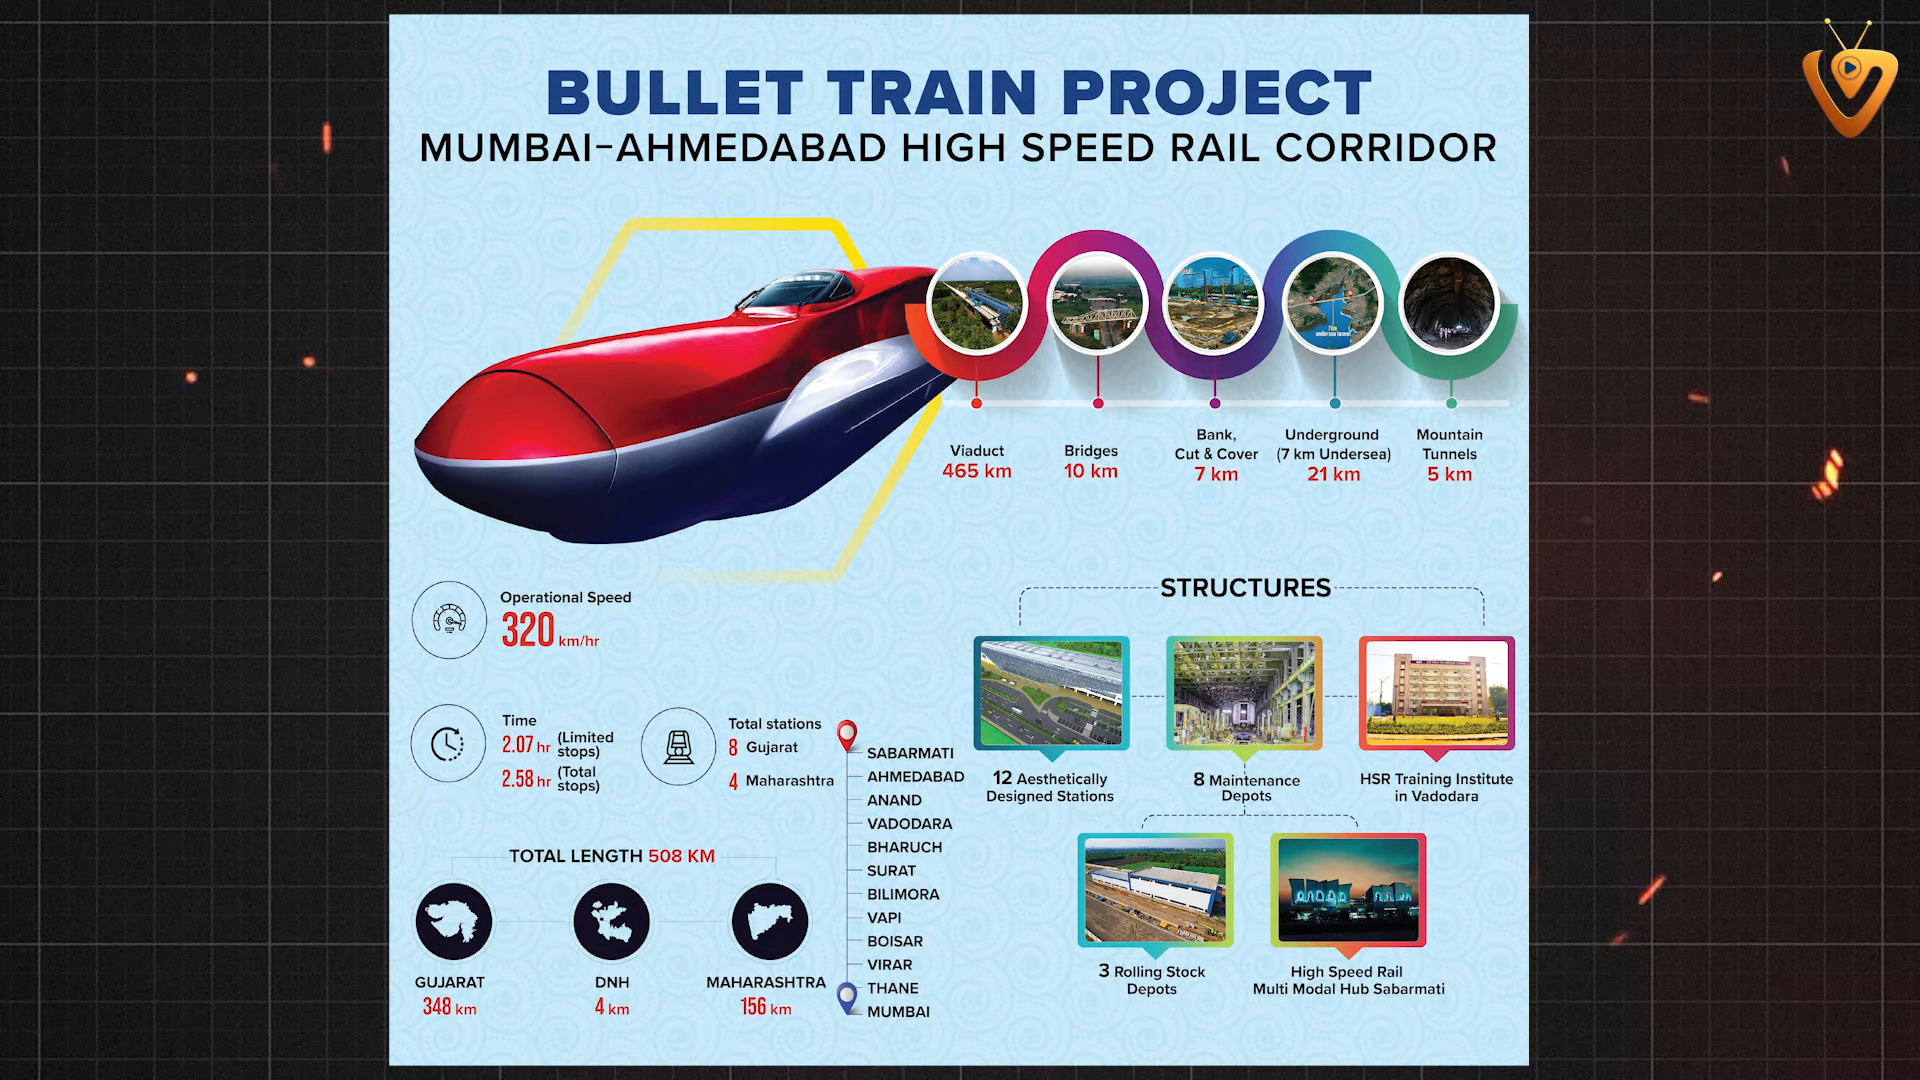 BULLET TRAIN PROJECT
MUMBAI-AHMEDABAD HIGH SPEED RAIL CORRIDOR
Viaduct
465 km
Bridges
10 km
Bank,
Cut & Cover
7 km
Underground
(7 km Undersea)
21 km
Mountain
Tunnels
5 km
Operational Speed
320 km/hr
Time
2.07 hr (Limited
stops)
2.58 hr (Total
stops)
Total stations
8 Gujarat
4 Maharashtra
SABARMATI
AHMEDABAD
ANAND
VADODARA
BHARUCH
SURAT
BILIMORA
VAPI
BOISAR
VIRAR
THANE
MUMBAI
TOTAL LENGTH 508 KM
GUJARAT
348 km
DNH
4 km
MAHARASHTRA
156 km
STRUCTURES
12 Aesthetically
Designed Stations
8 Maintenance
Depots
HSR Training Institute
in Vadodara
3 Rolling Stock
Depots
High Speed Rail
Multi Modal Hub Sabarmati